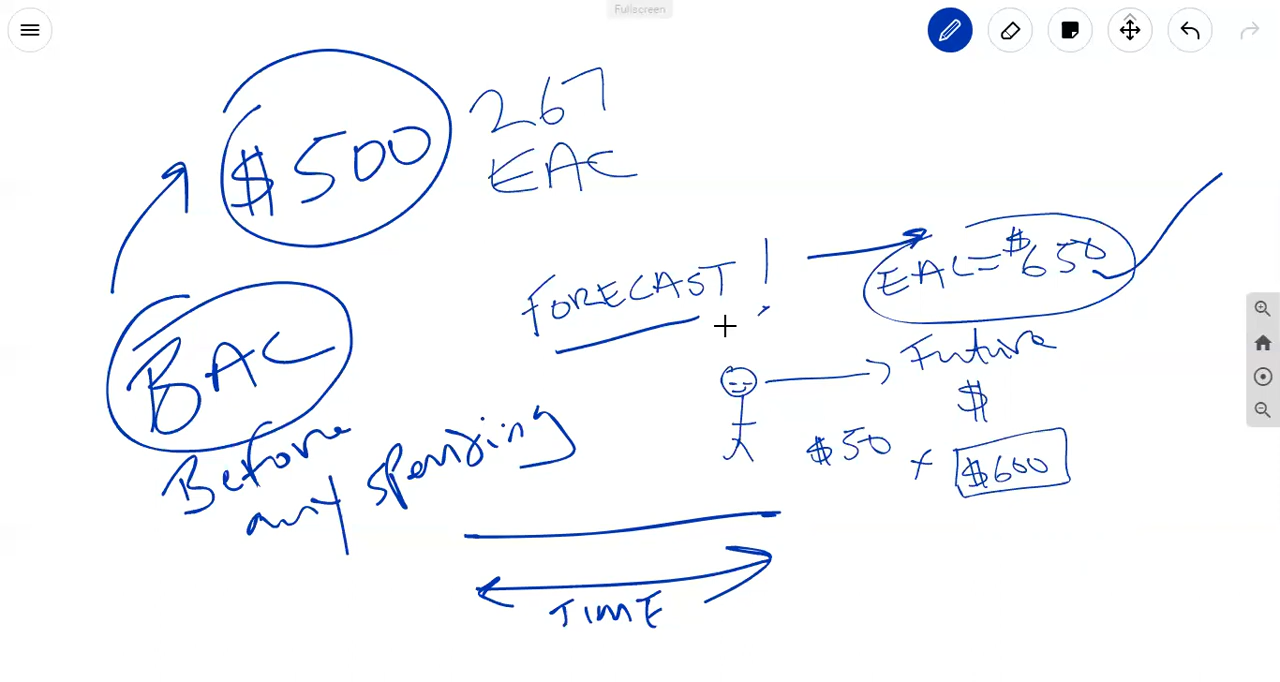 Fullscreen
$500
267
EAC
FORECAST!
EAC=$650
BAC
Future
$
Before
any spending
$50 + $600
TIME